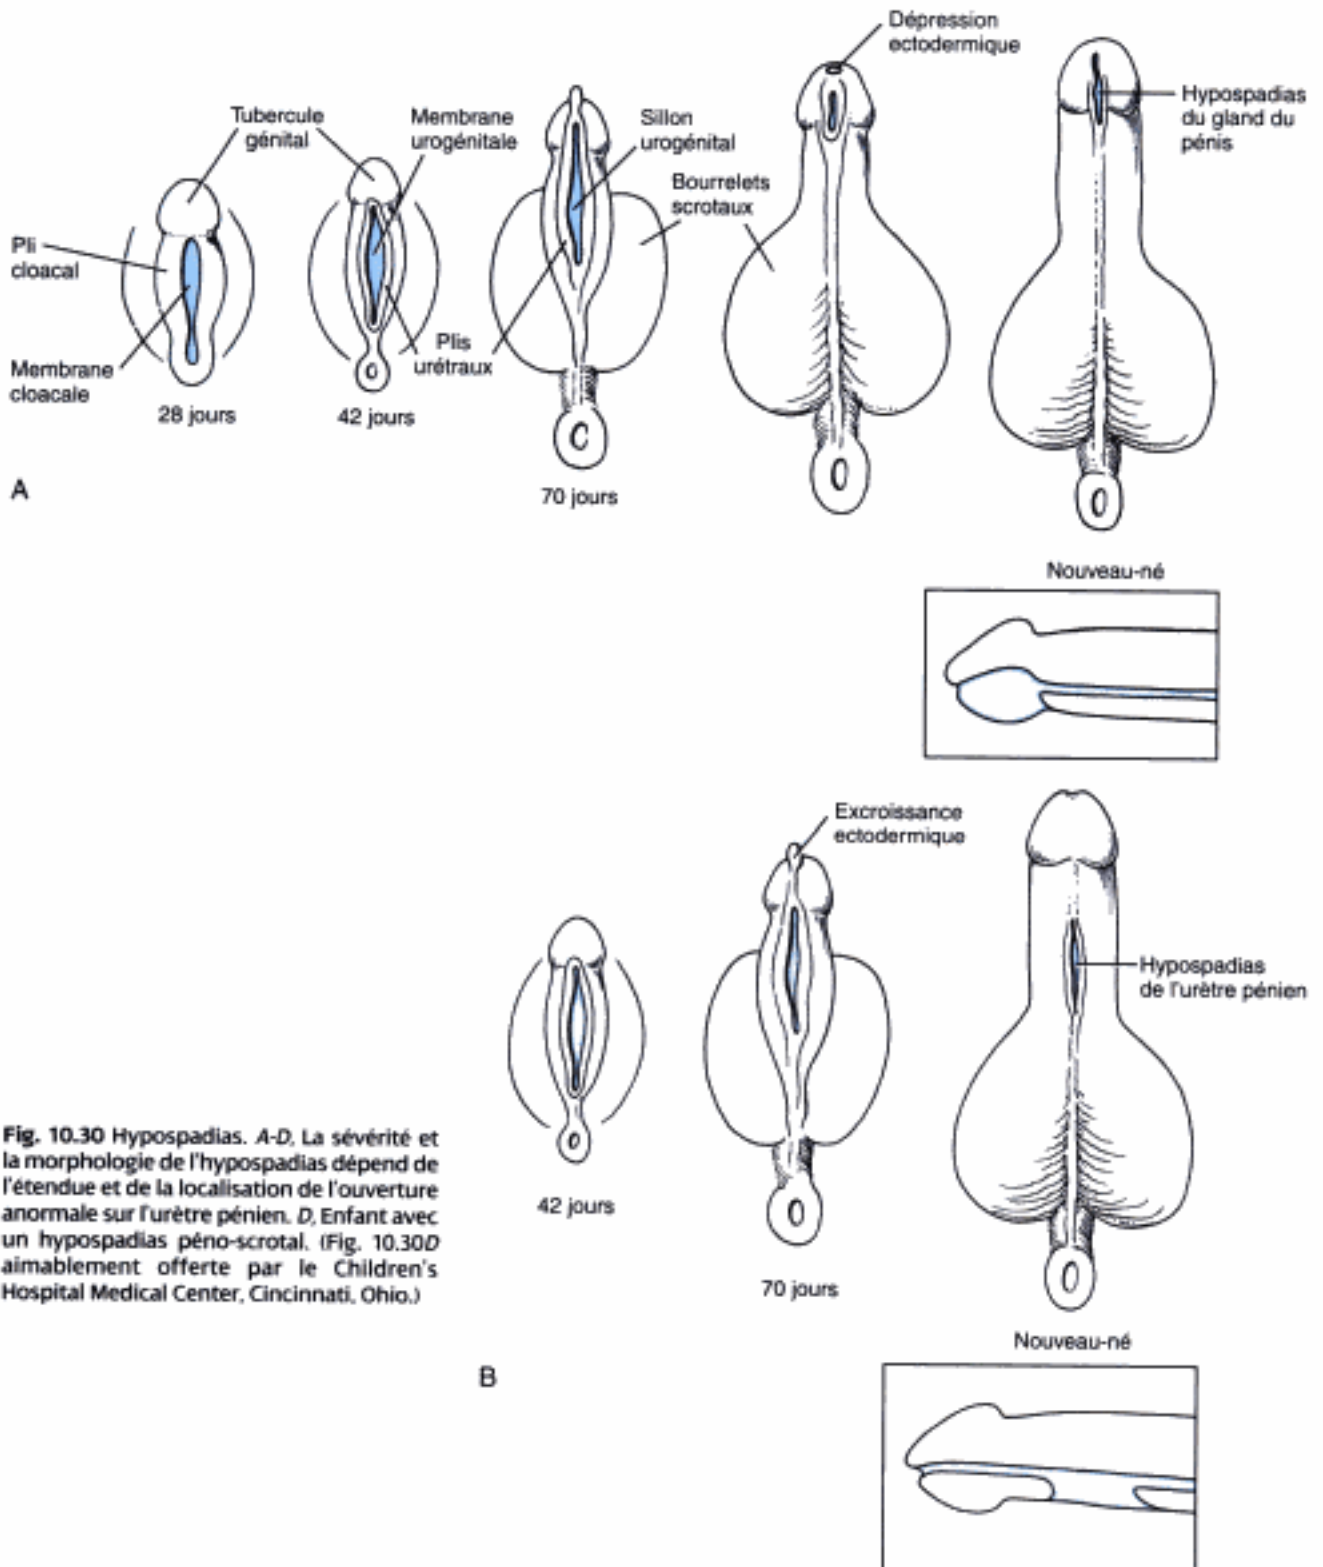 Dépression
ectodermique
Tubercule
génital
Membrane
urogénitale
Sillon
urogénital
Hypospadias
du gland du
pénis
Bourrelets
scrotaux
Pli
cloacal
Plis
urétraux
Membrane
cloacale
28 jours
42 jours
70 jours
A
Nouveau-né
Excroissance
ectodermique
Hypospadias
de l'urètre pénien
42 jours
70 jours
Nouveau-né
B
Fig. 10.30 Hypospadias. A-D, La sévérité et
la morphologie de l'hypospadias dépend de
l'étendue et de la localisation de l'ouverture
anormale sur l'urètre pénien. D, Enfant avec
un hypospadias péno-scrotal. (Fig. 10.30D
aimablement offerte par le Children's
Hospital Medical Center, Cincinnati, Ohio.)